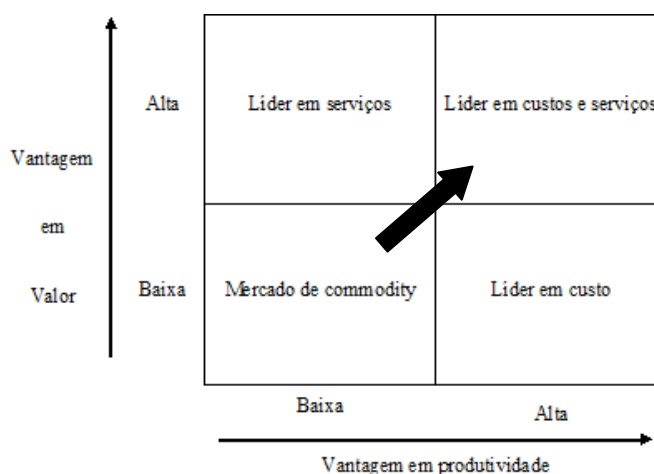 Alta
Líder em serviços
Líder em custos e serviços
Vantagem
em
Valor
Baixa
Mercado de commodity
Líder em custo
Baixa
Alta
Vantagem em produtividade